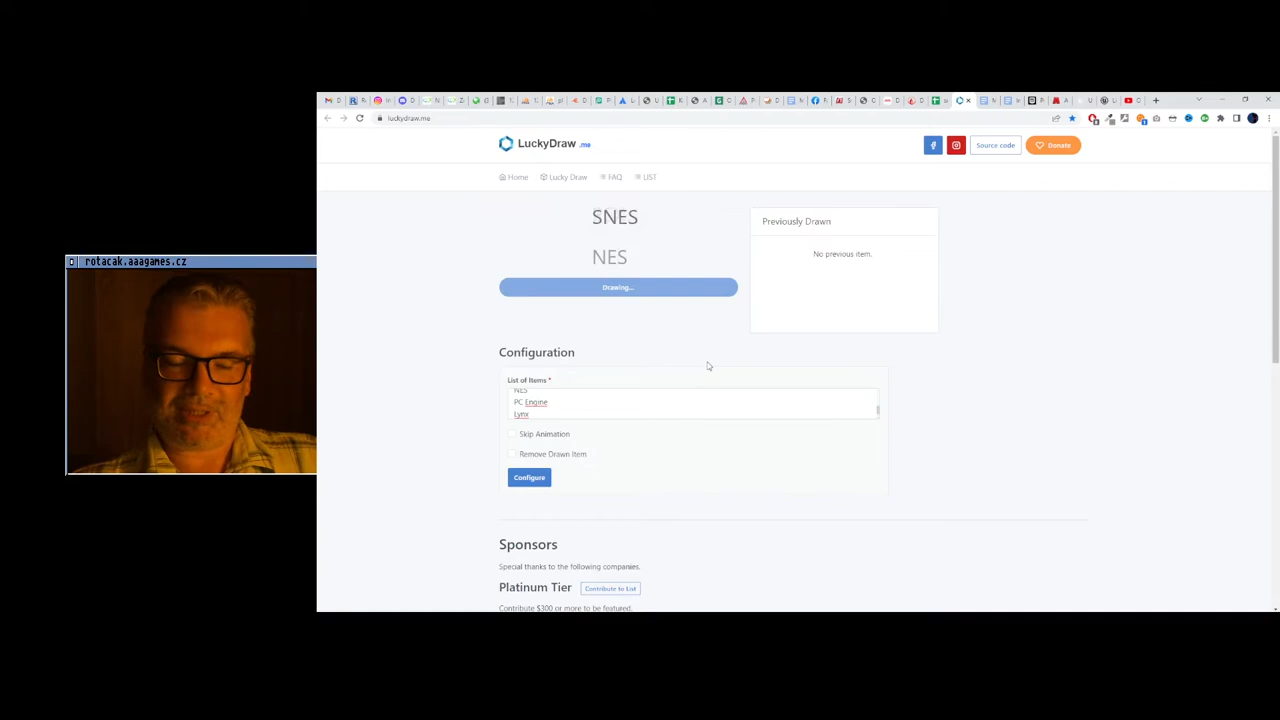 luckydraw.me
LuckyDraw .me
Source code
Donate
Home
Lucky Draw
FAQ
LIST
SNES
NES
Drawing...
Previously Drawn
No previous item.
rotacak.aaagames.cz
Configuration
List of Items *
NES
PC Engine
Lynx
Skip Animation
Remove Drawn Item
Configure
Sponsors
Special thanks to the following companies.
Platinum Tier
Contribute to List
Contribute $300 or more to be featured.